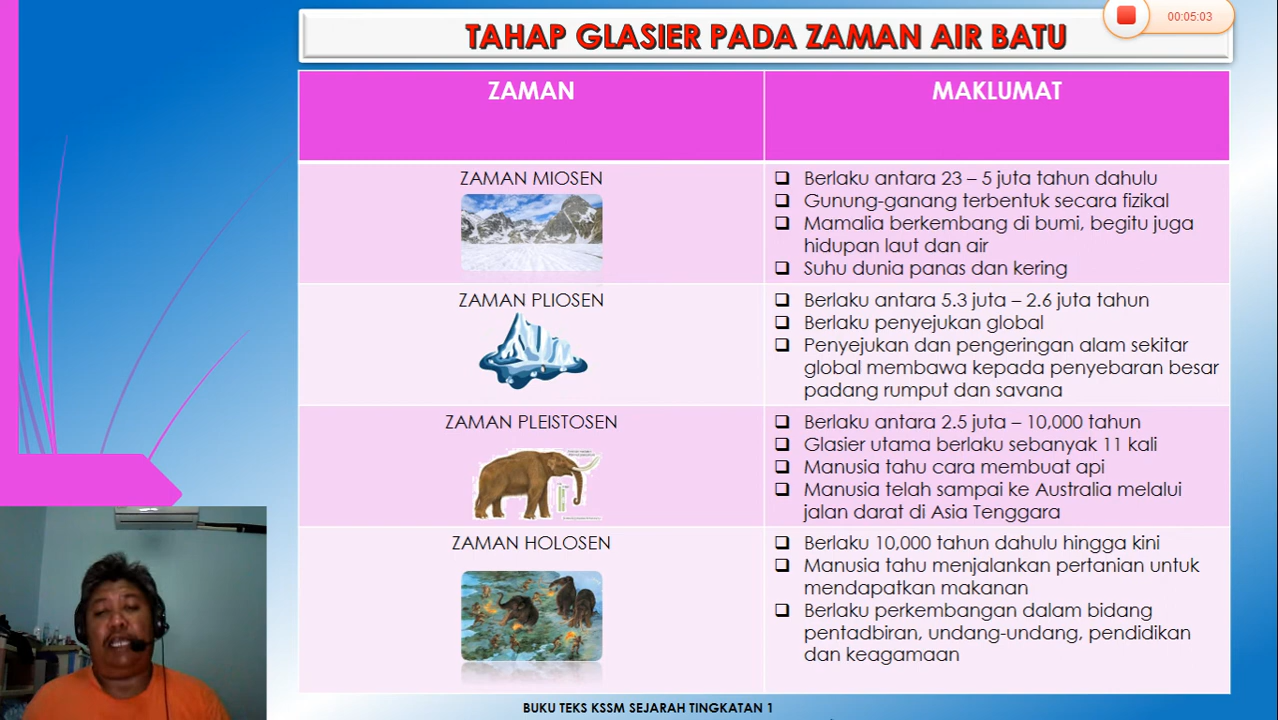 00:05:03
TAHAP GLASIER PADA ZAMAN AIR BATU
ZAMAN
MAKLUMAT
ZAMAN MIOSEN
❑ Berlaku antara 23 – 5 juta tahun dahulu
❑ Gunung-ganang terbentuk secara fizikal
❑ Mamalia berkembang di bumi, begitu juga
hidupan laut dan air
❑ Suhu dunia panas dan kering
ZAMAN PLIOSEN
❑ Berlaku antara 5.3 juta – 2.6 juta tahun
❑ Berlaku penyejukan global
❑ Penyejukan dan pengeringan alam sekitar
global membawa kepada penyebaran besar
padang rumput dan savana
ZAMAN PLEISTOSEN
❑ Berlaku antara 2.5 juta – 10,000 tahun
❑ Glasier utama berlaku sebanyak 11 kali
❑ Manusia tahu cara membuat api
❑ Manusia telah sampai ke Australia melalui
jalan darat di Asia Tenggara
ZAMAN HOLOSEN
❑ Berlaku 10,000 tahun dahulu hingga kini
❑ Manusia tahu menjalankan pertanian untuk
mendapatkan makanan
❑ Berlaku perkembangan dalam bidang
pentadbiran, undang-undang, pendidikan
dan keagamaan
BUKU TEKS KSSM SEJARAH TINGKATAN 1